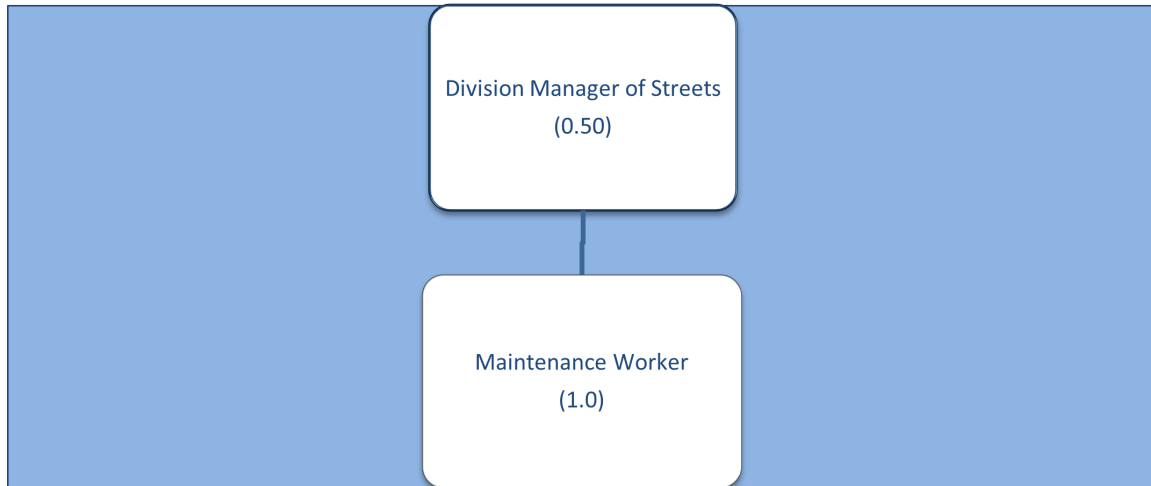 Division Manager of Streets
(0.50)
Maintenance Worker
(1.0)